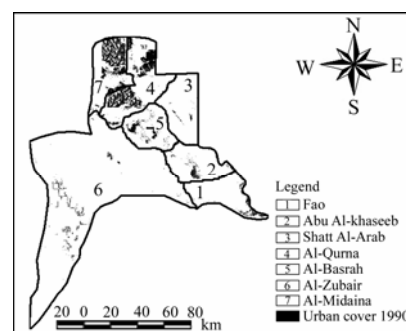 N
W E
S
7
4
3
5
2
6
1
Legend
1 Fao
2 Abu Al-khaseeb
3 Shatt Al-Arab
4 Al-Qurna
5 Al-Basrah
6 Al-Zubair
7 Al-Midaina
Urban cover 1990
20 0 20 40 60 80
km